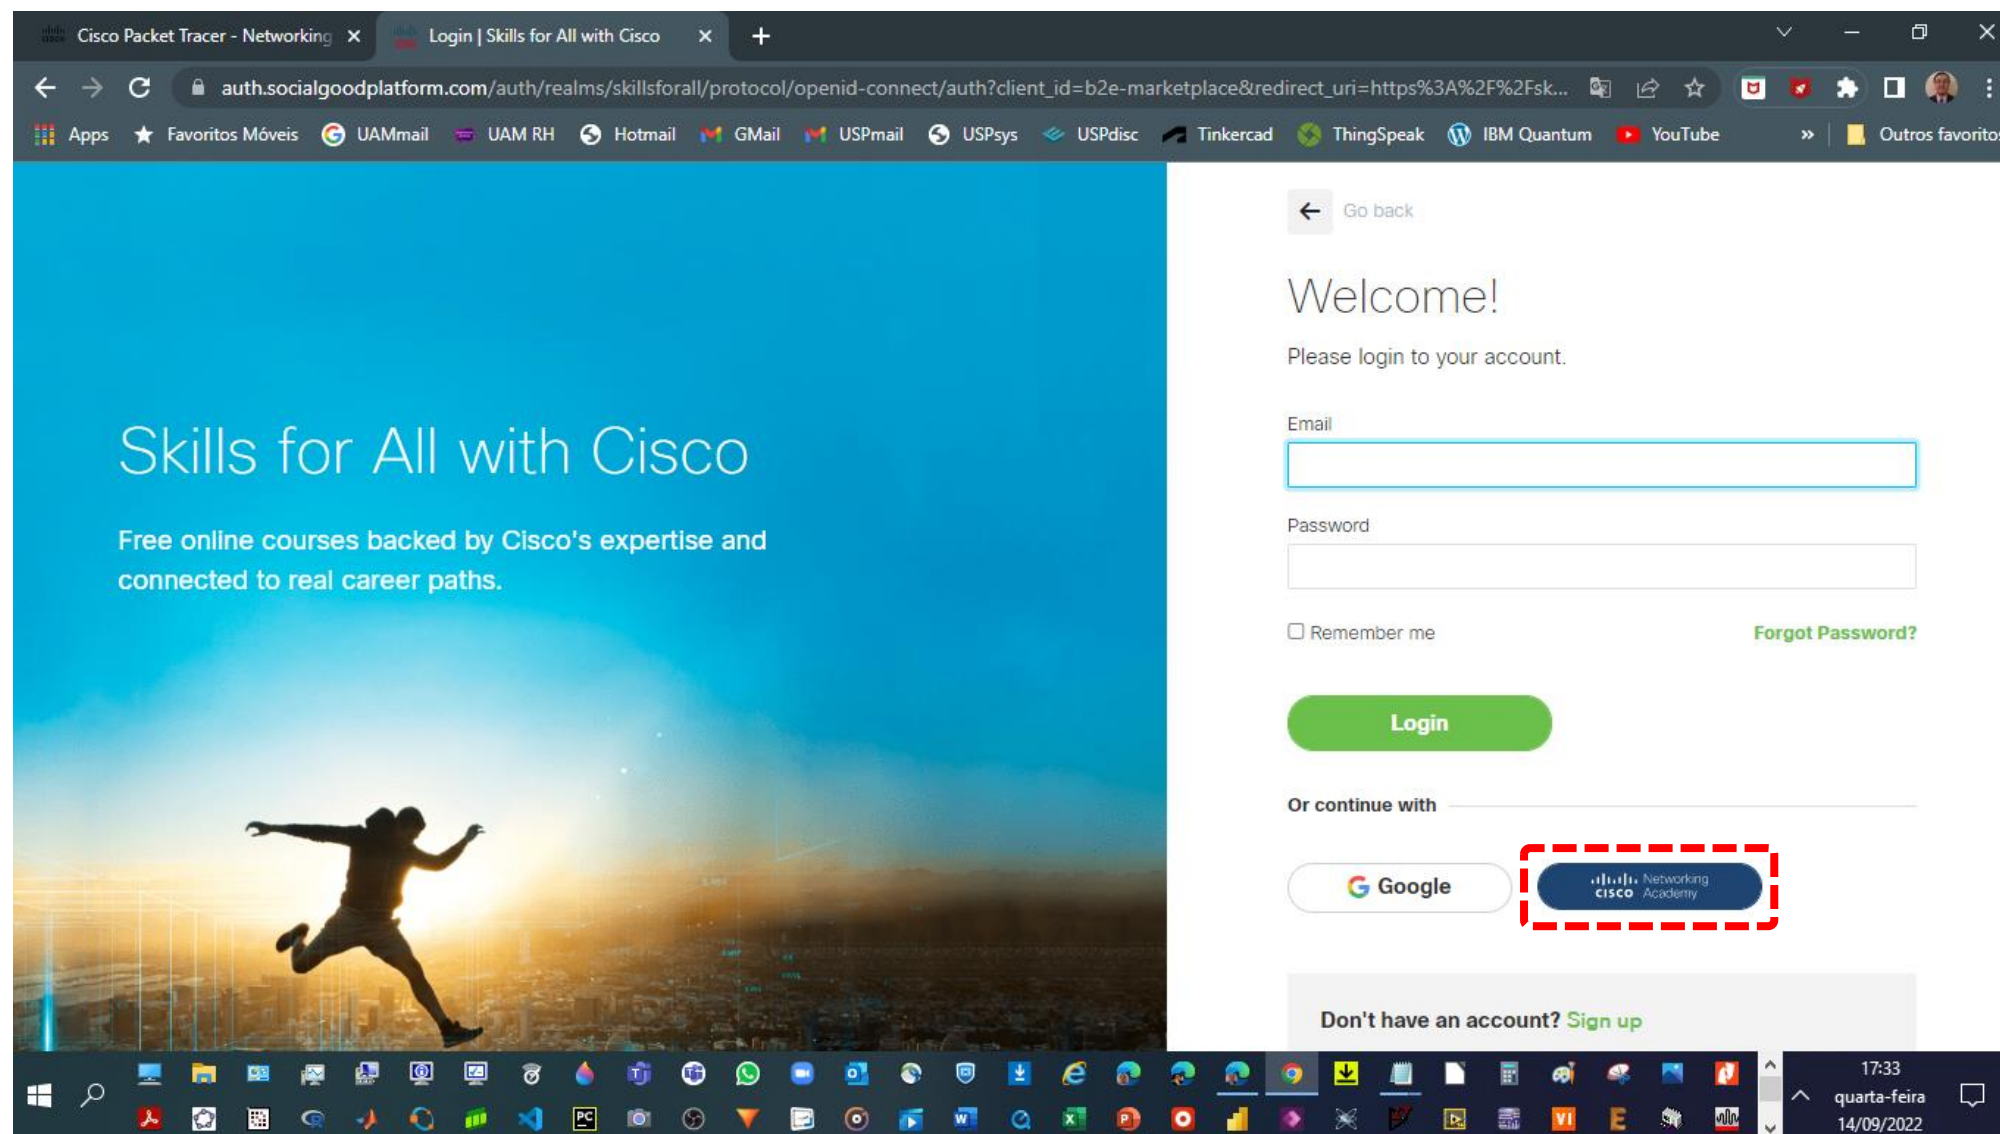 Cisco Packet Tracer - Networking
Login | Skills for All with Cisco
auth.socialgoodplatform.com/auth/realms/skillsforall/protocol/openid-connect/auth?client_id=b2e-marketplace&redirect_uri=https%3A%2F%2Fsk...
Apps Favoritos Móveis UAMmail UAM RH Hotmail GMail USPmail USPsys USPdisc Tinkercad ThingSpeak IBM Quantum YouTube » Outros favoritos
Go back
Welcome!
Please login to your account.
Email
Password
Remember me Forgot Password?
Login
Or continue with
Google
Networking
CISCO Academy
Don't have an account? Sign up
Skills for All with Cisco
Free online courses backed by Cisco's expertise and
connected to real career paths.
17:33
quarta-feira
14/09/2022